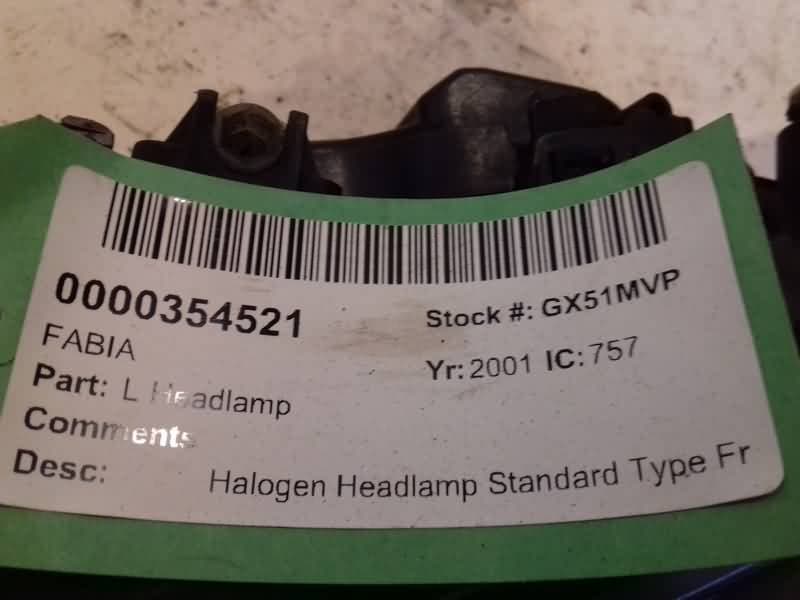 0000354521
Stock #: GX51MVP
FABIA
Yr: 2001 IC: 757
Part: L Headlamp
Comments
Desc: Halogen Headlamp Standard Type Fr